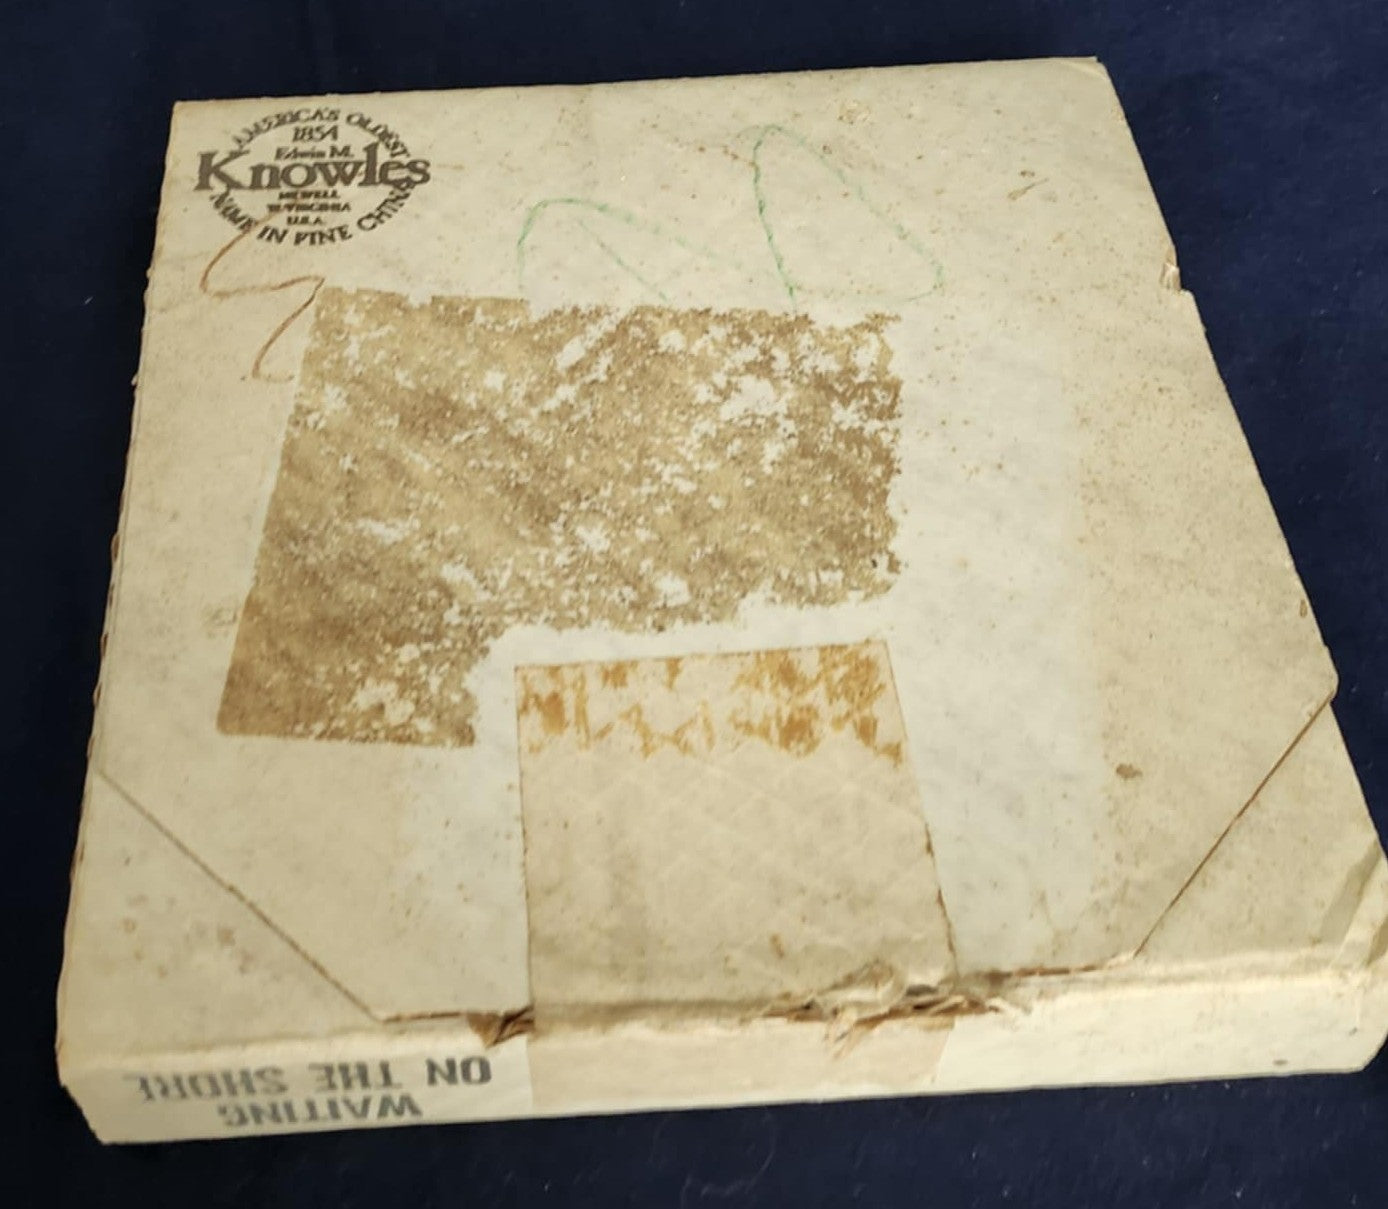 AMERICA'S OLDEST
1854
Edwin M.
Knowles
NEWELL
W. VIRGINIA
U.S.A.
NAME IN FINE CHINA
WAITING
ON THE SHORE